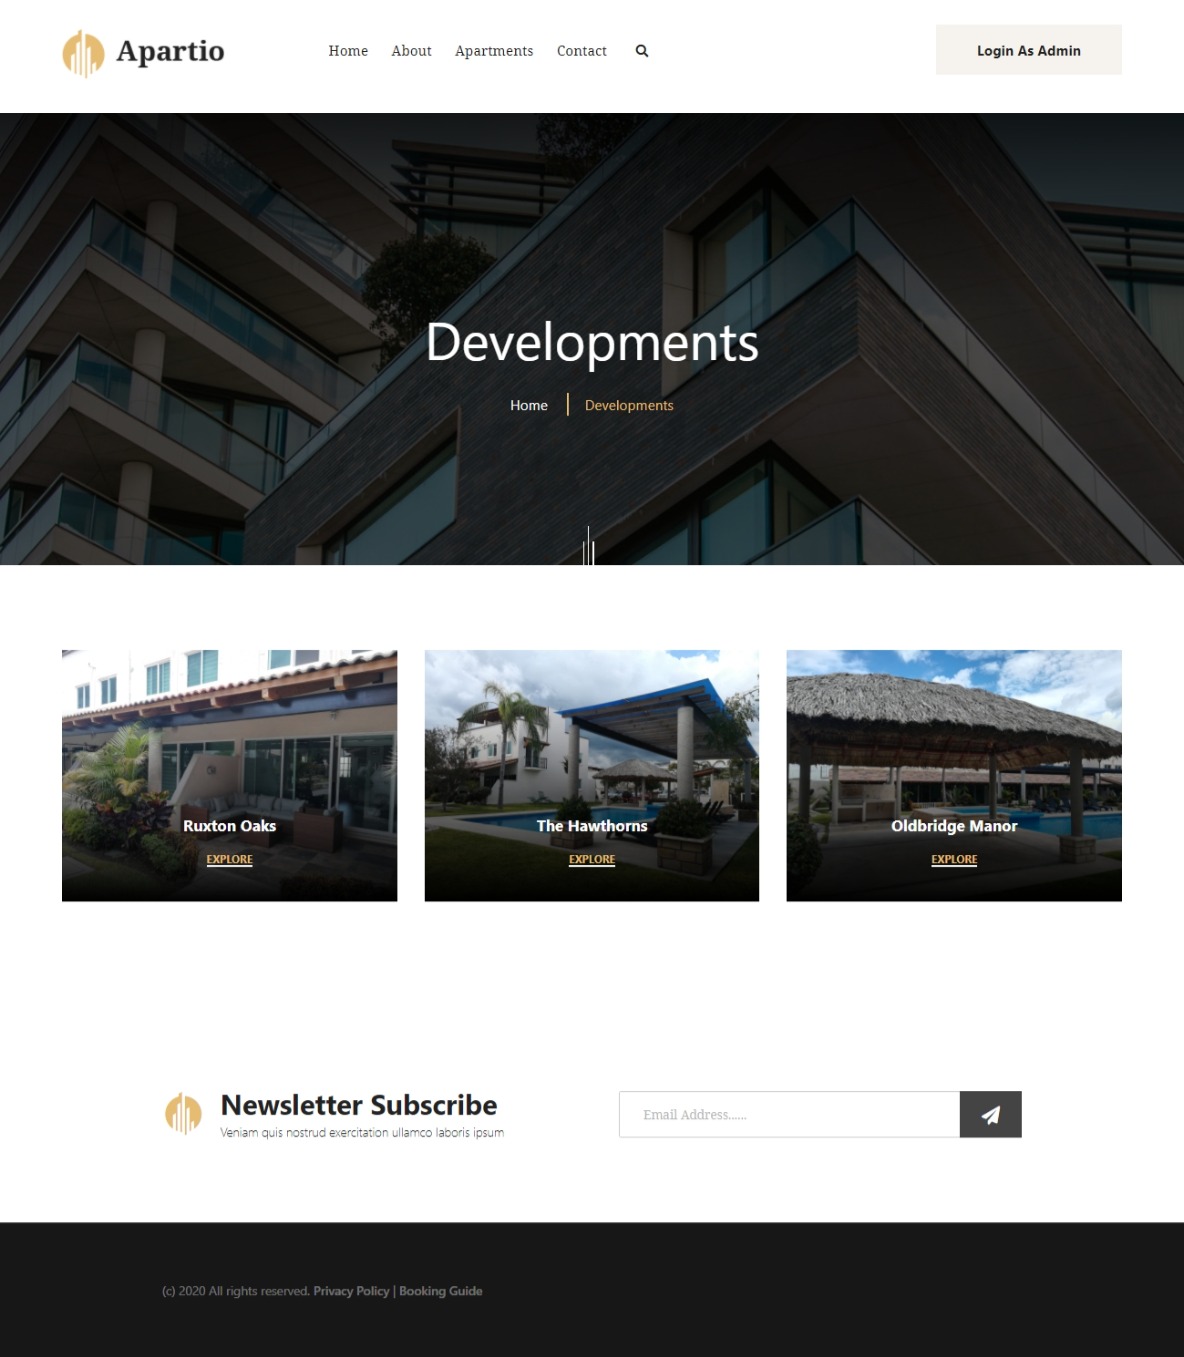 Apartio
Home About Apartments Contact
Login As Admin
Developments
Home Developments
Ruxton Oaks
EXPLORE
The Hawthorns
EXPLORE
Oldbridge Manor
EXPLORE
Newsletter Subscribe
Veniam quis nostrud exercitation ullamco laboris ipsum
Email Address......
(c) 2020 All rights reserved. Privacy Policy | Booking Guide